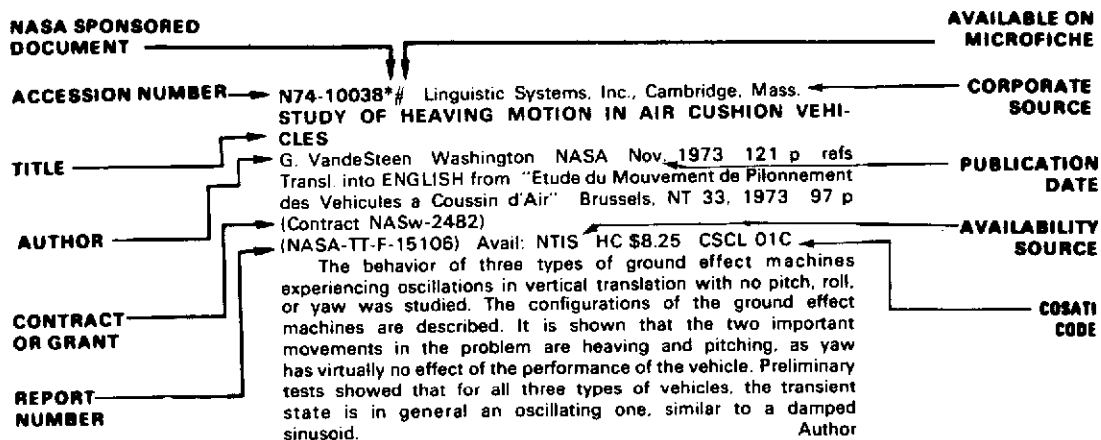 NASA SPONSORED
DOCUMENT
AVAILABLE ON
MICROFICHE
ACCESSION NUMBER
N74-10038*# Linguistic Systems, Inc., Cambridge, Mass.
CORPORATE
SOURCE
STUDY OF HEAVING MOTION IN AIR CUSHION VEHI-
CLES
TITLE
G. VandeSteen Washington NASA Nov. 1973 121 p refs
PUBLICATION
DATE
Transl. into ENGLISH from "Etude du Mouvement de Pilonnement
des Vehicules a Coussin d'Air" Brussels, NT 33, 1973 97 p
(Contract NASw-2482)
AUTHOR
AVAILABILITY
SOURCE
(NASA-TT-F-15106) Avail: NTIS HC $8.25 CSCL 01C
The behavior of three types of ground effect machines
experiencing oscillations in vertical translation with no pitch, roll,
or yaw was studied. The configurations of the ground effect
CONTRACT
OR GRANT
COSATI
CODE
machines are described. It is shown that the two important
movements in the problem are heaving and pitching, as yaw
has virtually no effect of the performance of the vehicle. Preliminary
tests showed that for all three types of vehicles, the transient
REPORT
NUMBER
state is in general an oscillating one, similar to a damped
sinusoid. Author